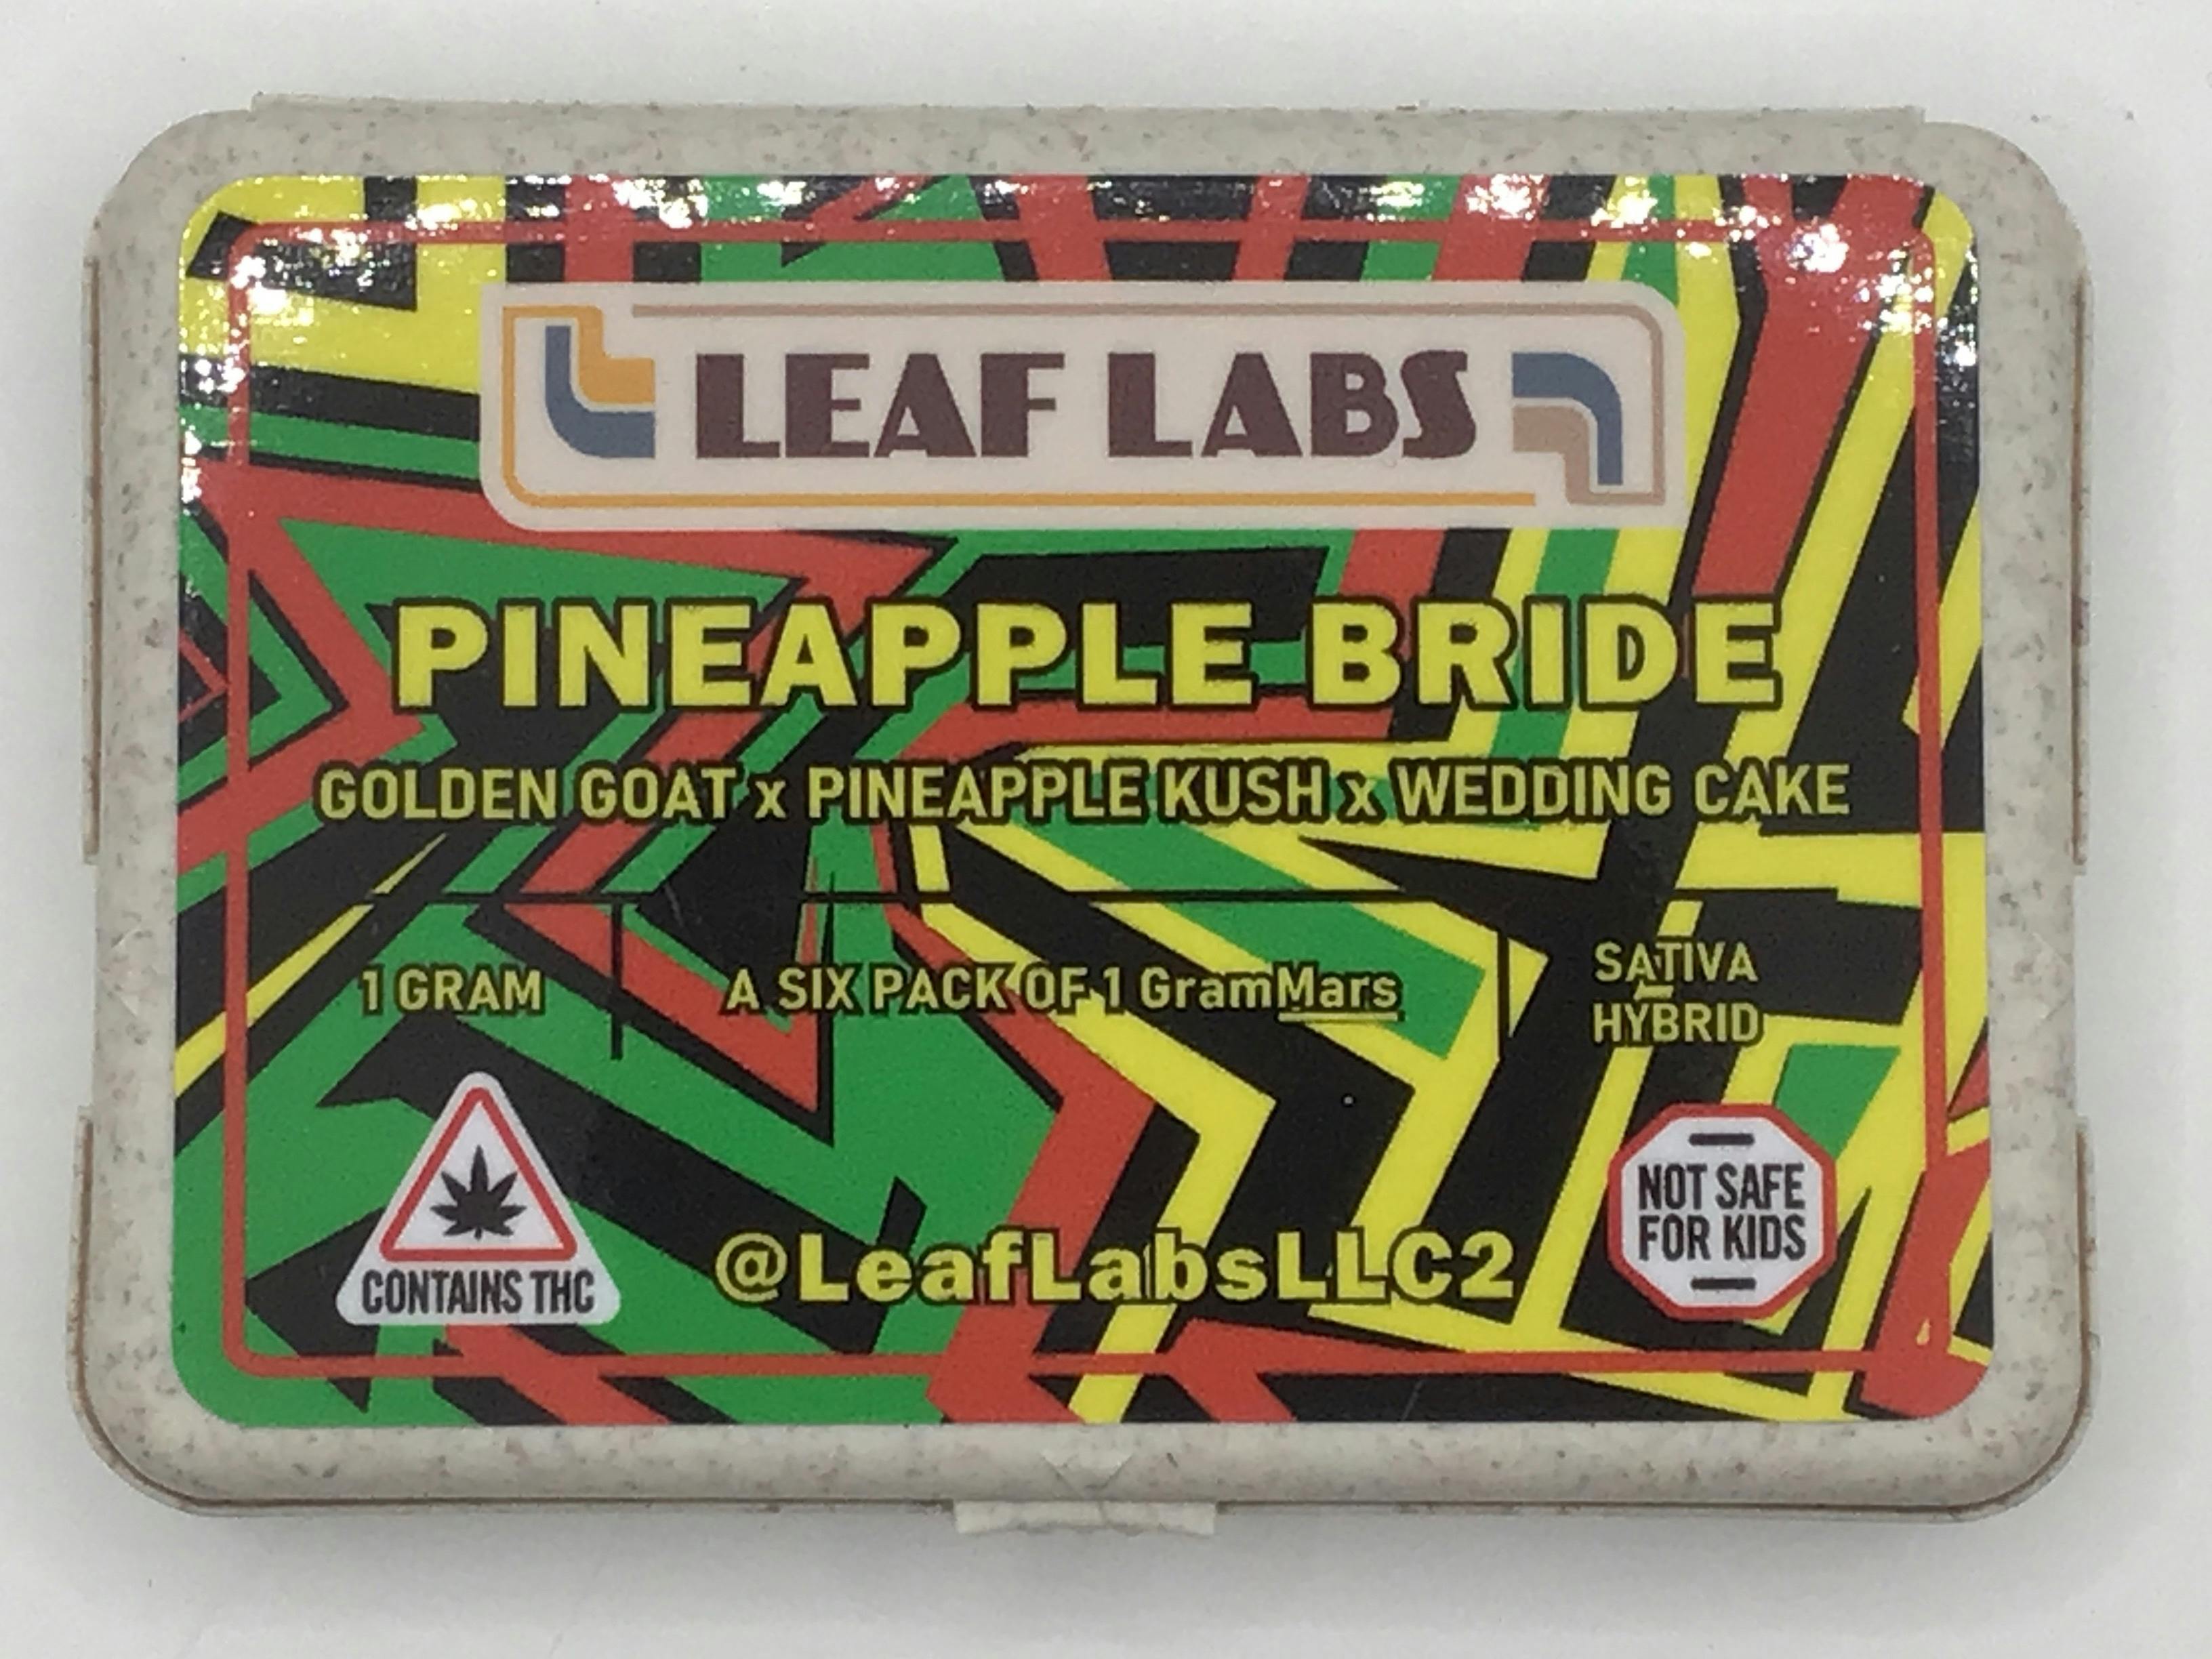 LEAF LABS
PINEAPPLE BRIDE
GOLDEN GOAT x PINEAPPLE KUSH x WEDDING CAKE
1 GRAM
A SIX PACK OF 1 GramMars
SATIVA
HYBRID
CONTAINS THC
@LeafLabsLLC2
NOT SAFE
FOR KIDS